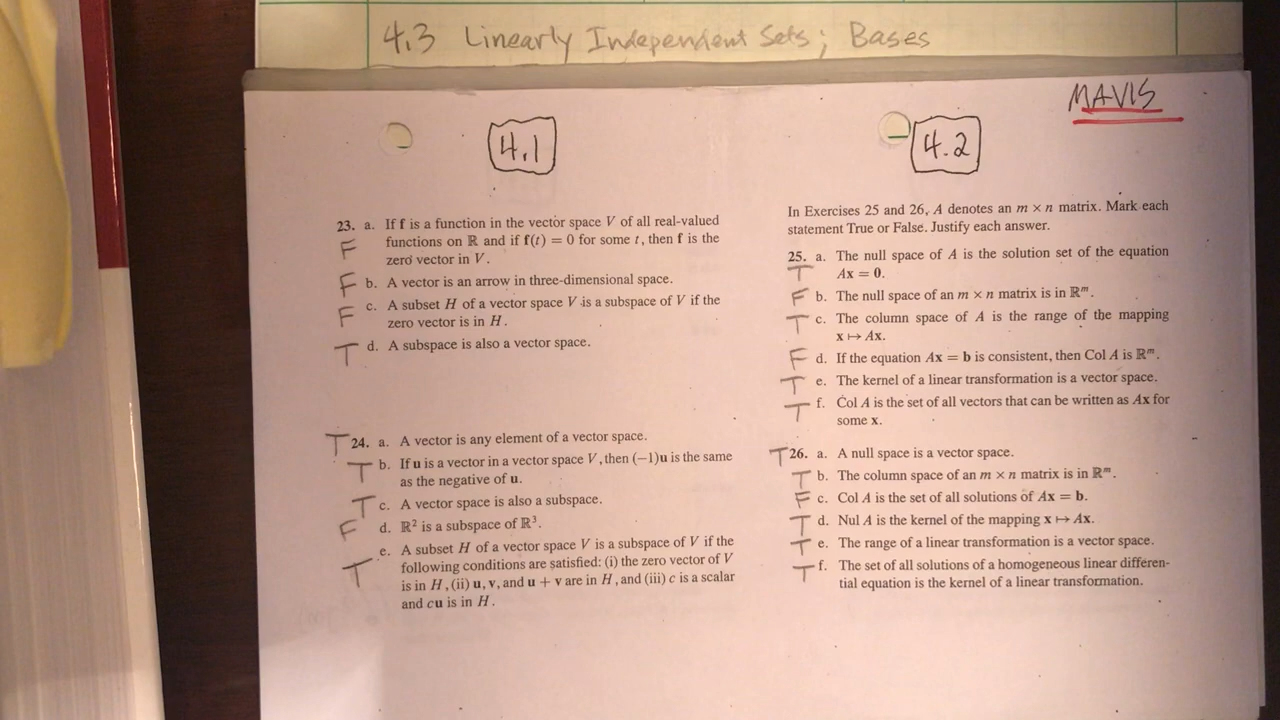 4.3 Linearly Independent Sets; Bases
MAVIS
4.1
23. a. If f is a function in the vector space V of all real-valued
F functions on ℝ and if f(t) = 0 for some t, then f is the
zero vector in V.
F b. A vector is an arrow in three-dimensional space.
F c. A subset H of a vector space V is a subspace of V if the
zero vector is in H.
T d. A subspace is also a vector space.
T 24. a. A vector is any element of a vector space.
T b. If u is a vector in a vector space V, then (−1)u is the same
as the negative of u.
T c. A vector space is also a subspace.
F d. ℝ² is a subspace of ℝ³.
e. A subset H of a vector space V is a subspace of V if the
T following conditions are satisfied: (i) the zero vector of V
is in H, (ii) u, v, and u + v are in H, and (iii) c is a scalar
and cu is in H.
4.2
In Exercises 25 and 26, A denotes an m × n matrix. Mark each
statement True or False. Justify each answer.
25. a. The null space of A is the solution set of the equation
T Ax = 0.
F b. The null space of an m × n matrix is in ℝᵐ.
T c. The column space of A is the range of the mapping
x ↦ Ax.
F d. If the equation Ax = b is consistent, then Col A is ℝᵐ.
T e. The kernel of a linear transformation is a vector space.
T f. Col A is the set of all vectors that can be written as Ax for
some x.
T 26. a. A null space is a vector space.
T b. The column space of an m × n matrix is in ℝᵐ.
F c. Col A is the set of all solutions of Ax = b.
T d. Nul A is the kernel of the mapping x ↦ Ax.
T e. The range of a linear transformation is a vector space.
T f. The set of all solutions of a homogeneous linear differen-
tial equation is the kernel of a linear transformation.